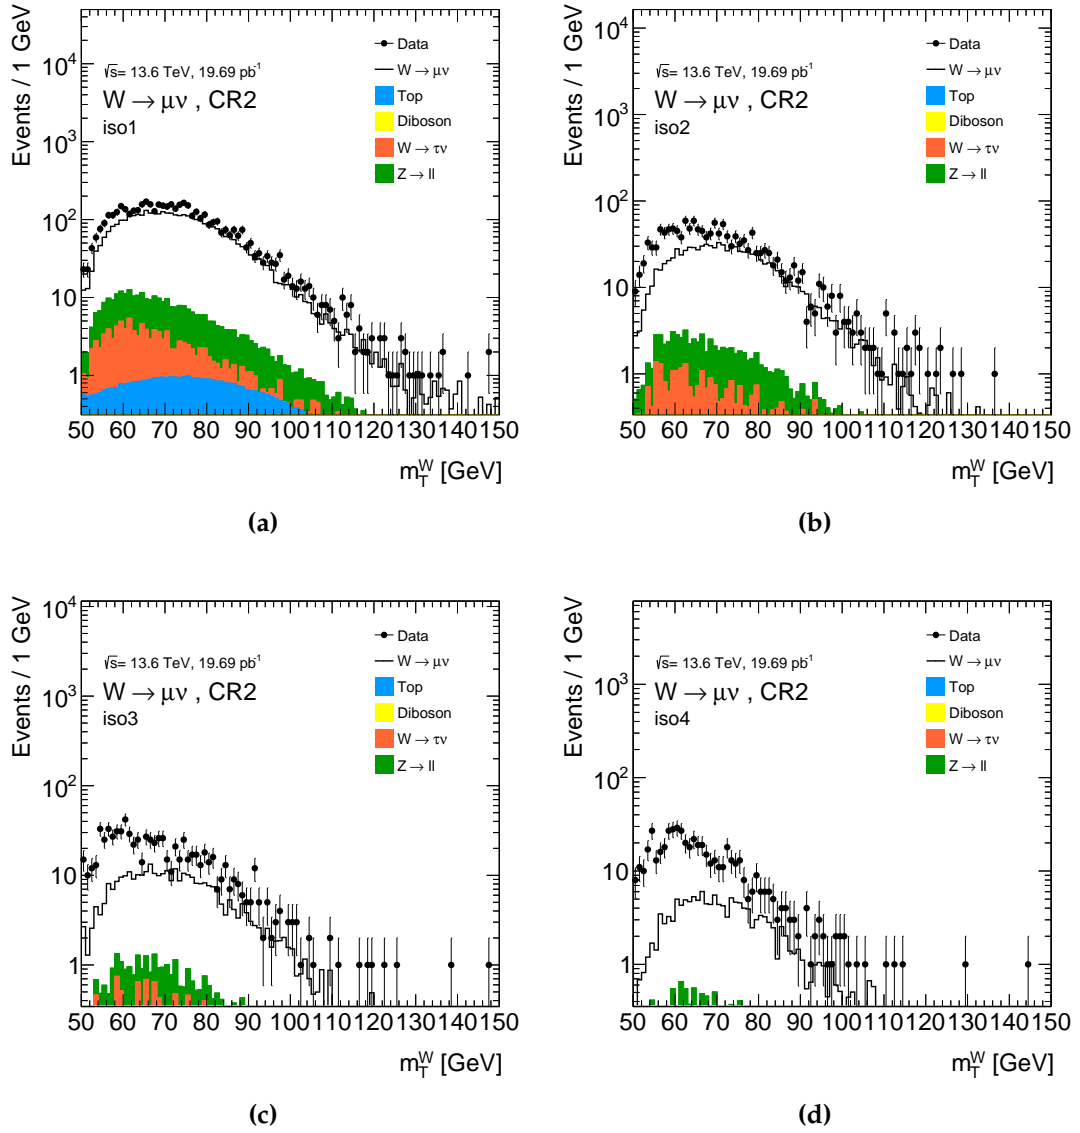 Events / 1 GeV
10⁴
10³
10²
10
1
√s= 13.6 TeV, 19.69 pb⁻¹
W → μν , CR2
iso1
Data
W → μν
Top
Diboson
W → τν
Z → ll
50 60 70 80 90 100 110 120 130 140 150
m_T^W [GeV]
(a)
Events / 1 GeV
10⁴
10³
10²
10
1
√s= 13.6 TeV, 19.69 pb⁻¹
W → μν , CR2
iso2
Data
W → μν
Top
Diboson
W → τν
Z → ll
50 60 70 80 90 100 110 120 130 140 150
m_T^W [GeV]
(b)
Events / 1 GeV
10⁴
10³
10²
10
1
√s= 13.6 TeV, 19.69 pb⁻¹
W → μν , CR2
iso3
Data
W → μν
Top
Diboson
W → τν
Z → ll
50 60 70 80 90 100 110 120 130 140 150
m_T^W [GeV]
(c)
Events / 1 GeV
10³
10²
10
1
√s= 13.6 TeV, 19.69 pb⁻¹
W → μν , CR2
iso4
Data
W → μν
Top
Diboson
W → τν
Z → ll
50 60 70 80 90 100 110 120 130 140 150
m_T^W [GeV]
(d)